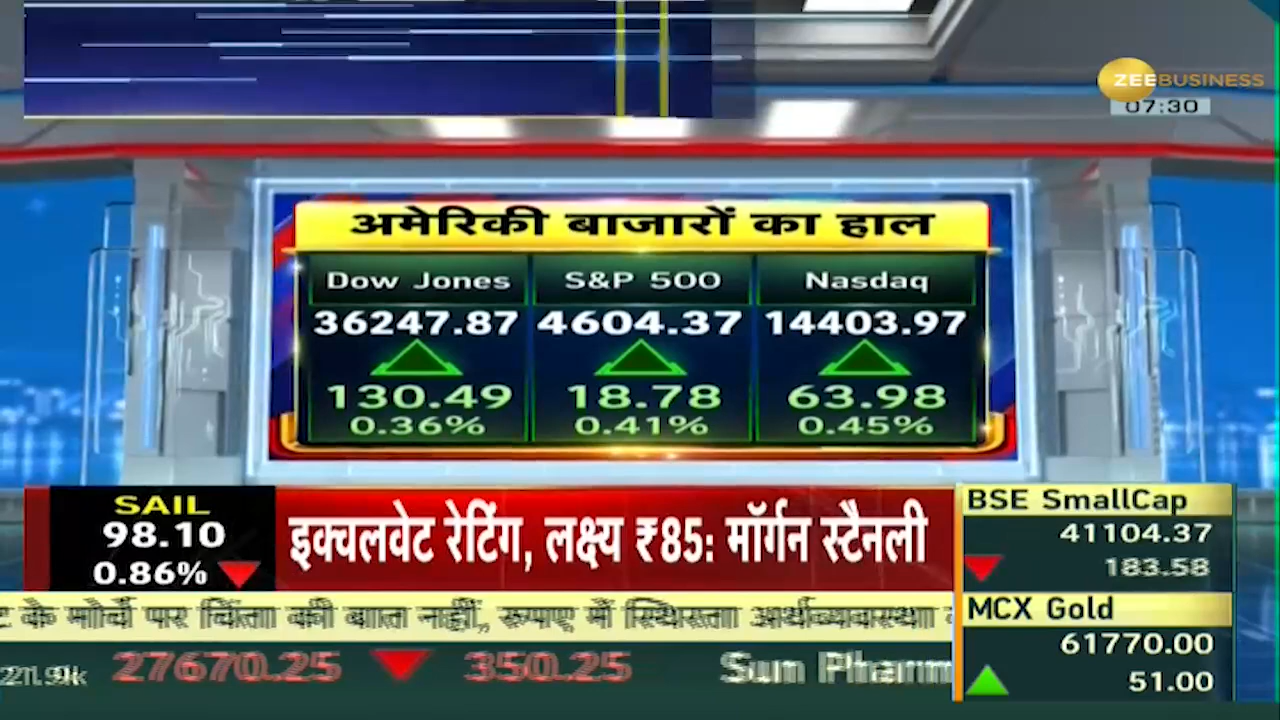 ZEEBUSINESS
07:30
अमेरिकी बाजारों का हाल
Dow Jones S&P 500 Nasdaq
36247.87 4604.37 14403.97
130.49 18.78 63.98
0.36% 0.41% 0.45%
SAIL
98.10
0.86%
इक्वलवेट रेटिंग, लक्ष्य ₹85: मॉर्गन स्टैनली
BSE SmallCap
41104.37
183.58
MCX Gold
61770.00
51.00
के मोर्चे पर चिंता की बात नहीं, रुपए में स्थिरता अर्थव्यवस्था
27670.25 350.25 Sun Pharm